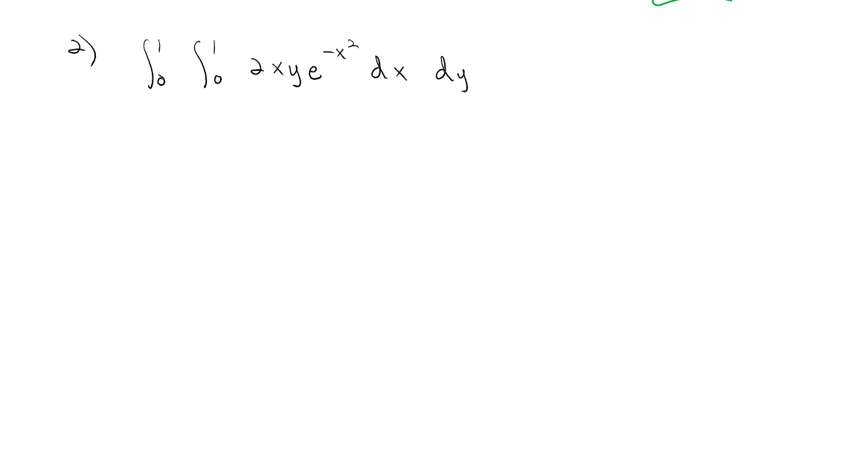 2) ∫₀¹ ∫₀¹ 2xye^{-x²} dx dy